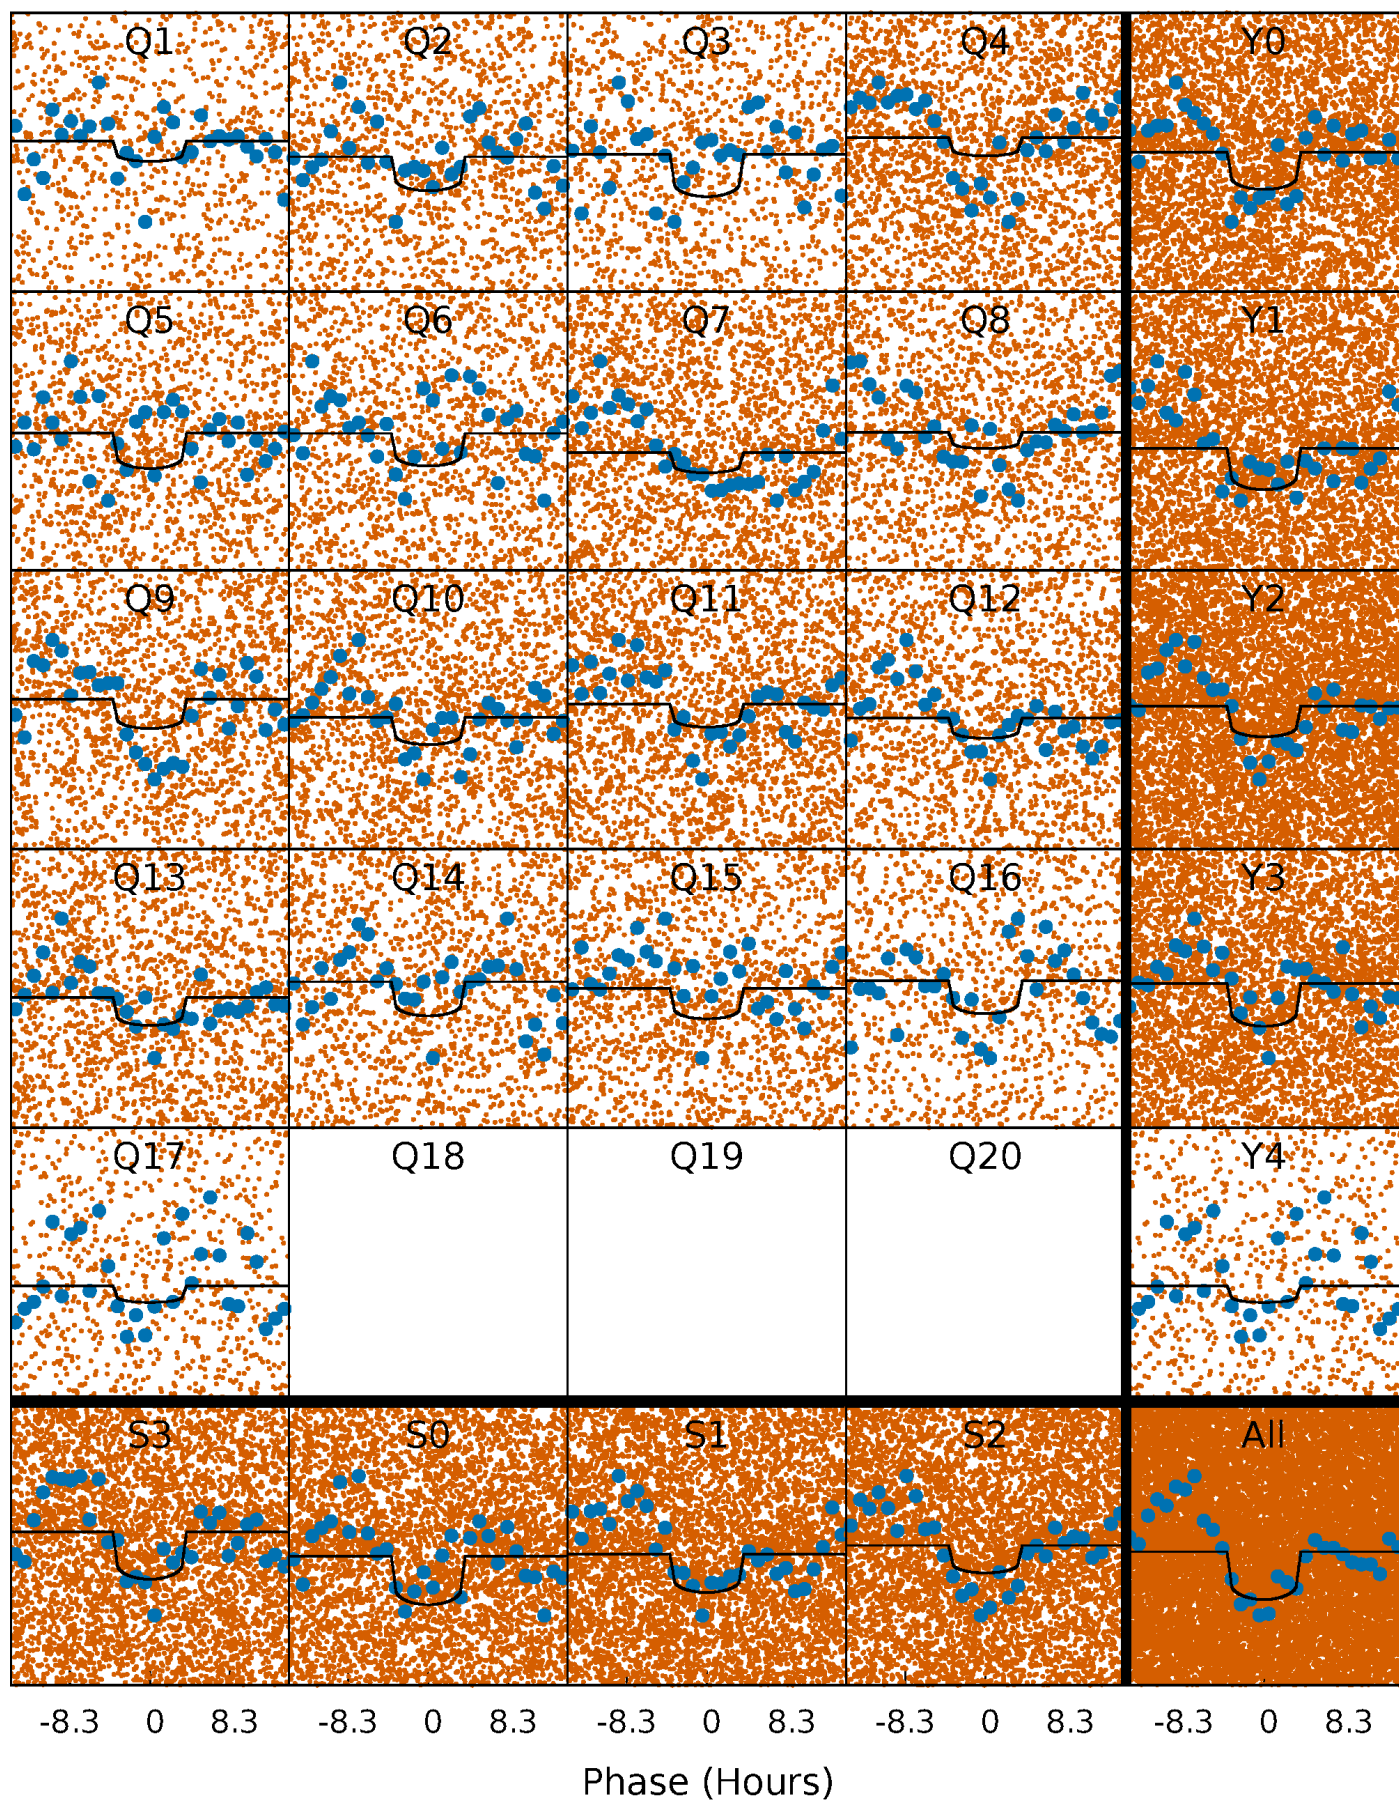 Q1 Q2 Q3 Q4 Y0
Q5 Q6 Q7 Q8 Y1
Q9 Q10 Q11 Q12 Y2
Q13 Q14 Q15 Q16 Y3
Q17 Q18 Q19 Q20 Y4
S3 S0 S1 S2 All
-8.3 0 8.3 -8.3 0 8.3 -8.3 0 8.3 -8.3 0 8.3 -8.3 0 8.3
Phase (Hours)